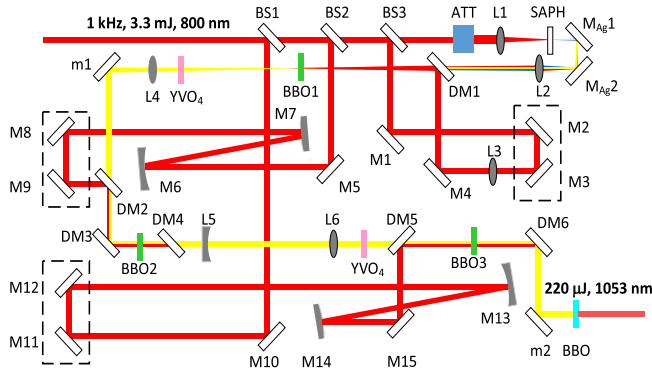 1 kHz, 3.3 mJ, 800 nm
BS1
BS2
BS3
ATT
L1
SAPH
M_Ag1
m1
L4
YVO₄
BBO1
DM1
L2
M_Ag2
M8
M7
M2
M1
L3
M9
M6
M5
M4
M3
DM2
DM3
DM4
L5
L6
DM5
DM6
BBO2
YVO₄
BBO3
M12
220 μJ, 1053 nm
M13
M11
M10
M14
M15
m2
BBO